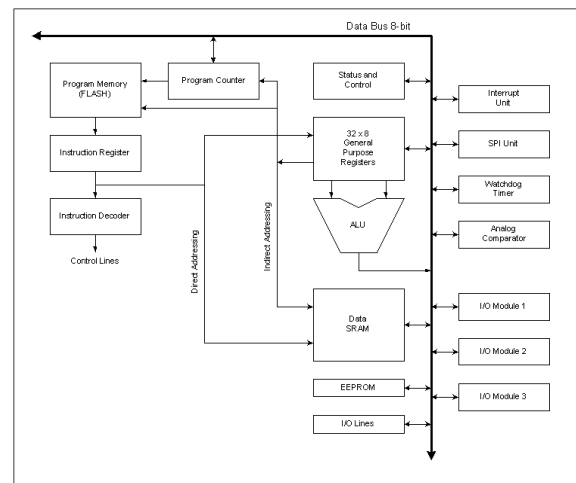 Data Bus 8-bit
Program Memory
(FLASH)
Program Counter
Status and
Control
Interrupt
Unit
Instruction Register
32 x 8
General
Purpose
Registers
SPI Unit
Instruction Decoder
Watchdog
Timer
ALU
Analog
Comparator
Control Lines
Direct Addressing
Indirect Addressing
Data
SRAM
I/O Module 1
I/O Module 2
EEPROM
I/O Module 3
I/O Lines